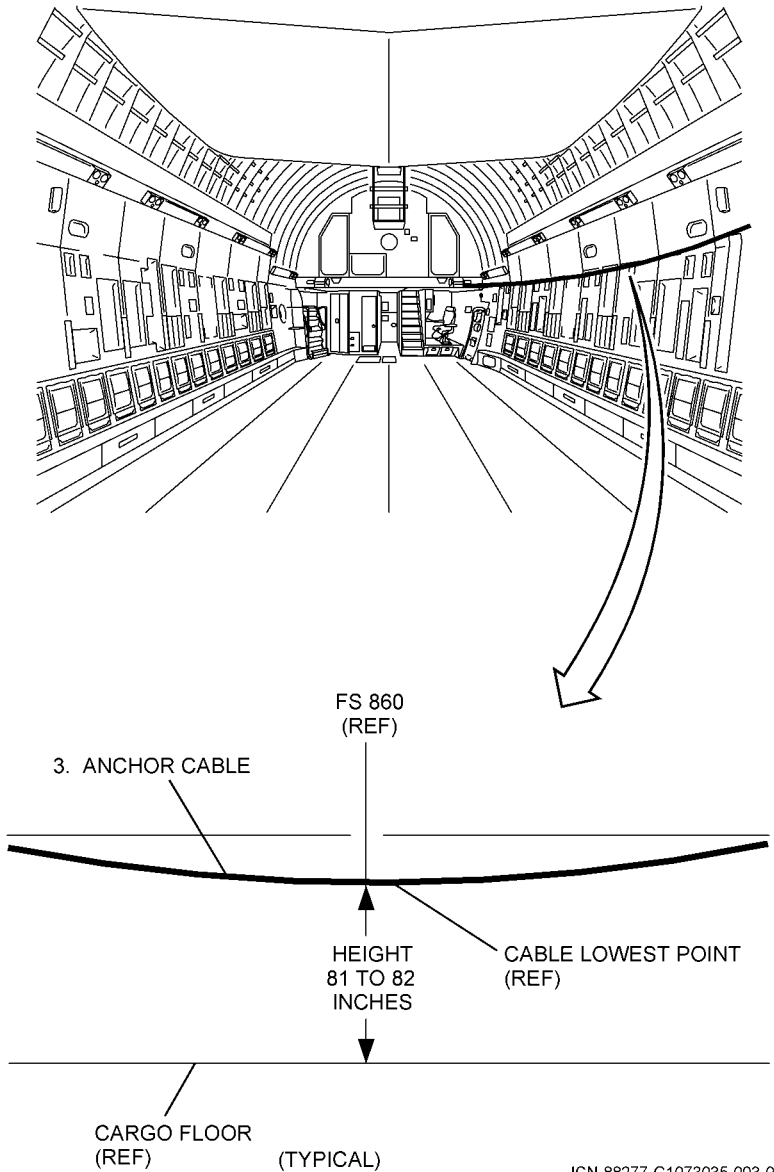 FS 860
(REF)
3. ANCHOR CABLE
HEIGHT
81 TO 82
INCHES
CABLE LOWEST POINT
(REF)
CARGO FLOOR
(REF)
(TYPICAL)